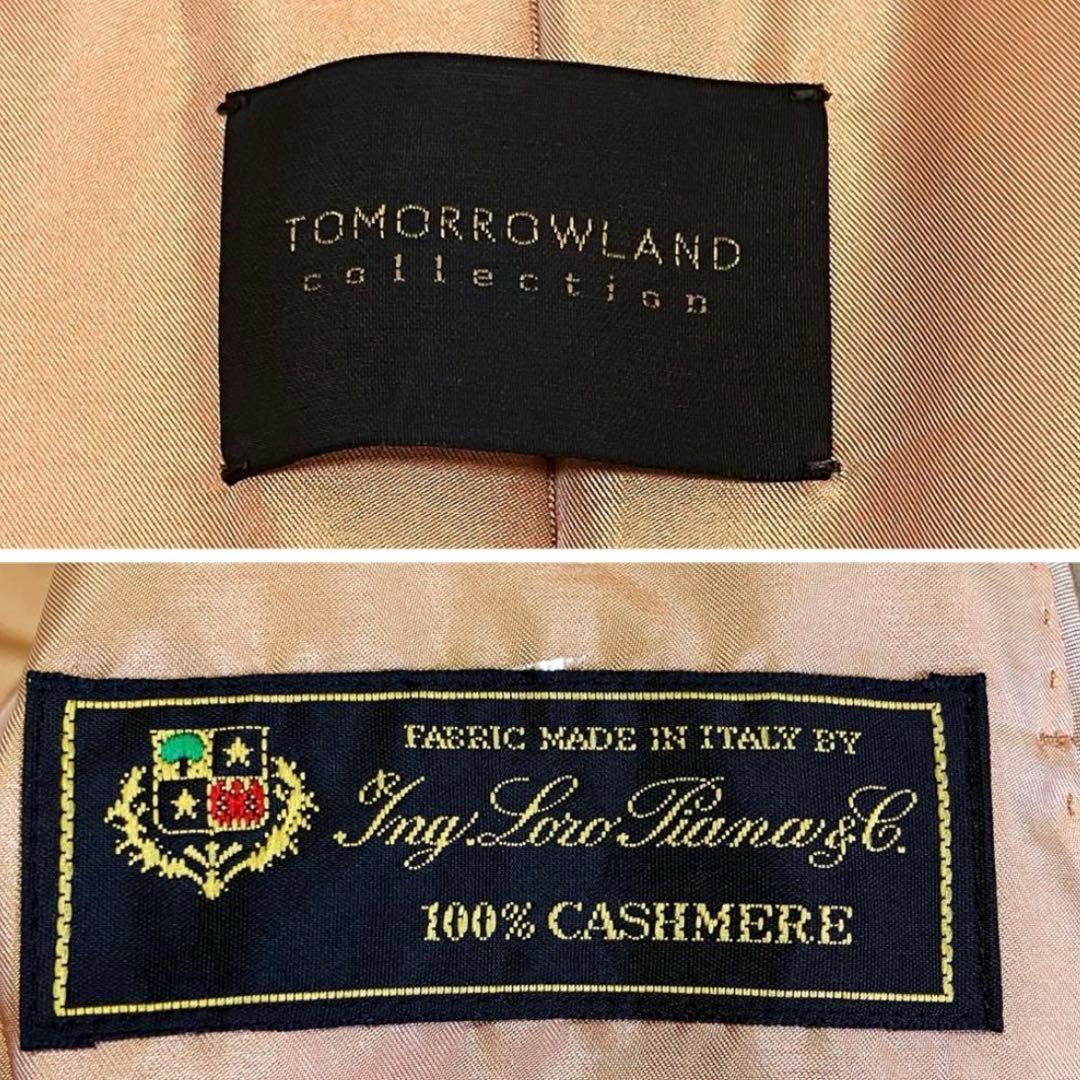 TOMORROWLAND
collection
FABRIC MADE IN ITALY BY
Ing. Loro Piana & C.
100% CASHMERE